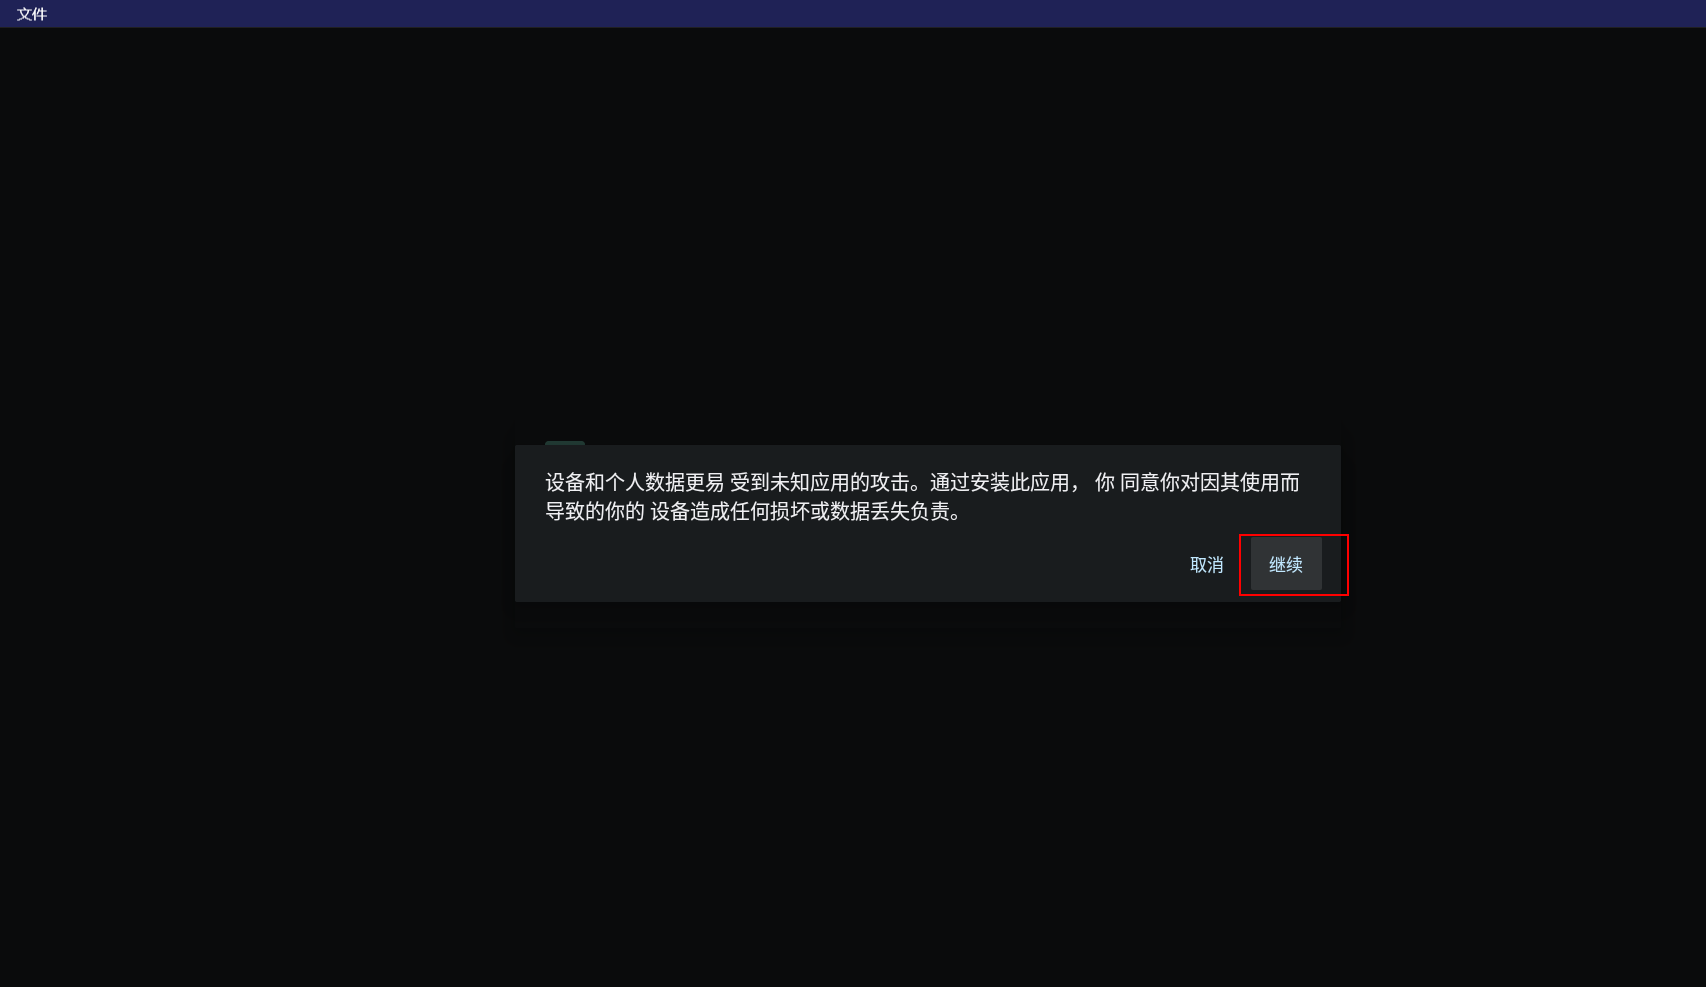 文件
设备和个人数据更易 受到未知应用的攻击。通过安装此应用， 你 同意你对因其使用而
导致的你的 设备造成任何损坏或数据丢失负责。
取消 继续